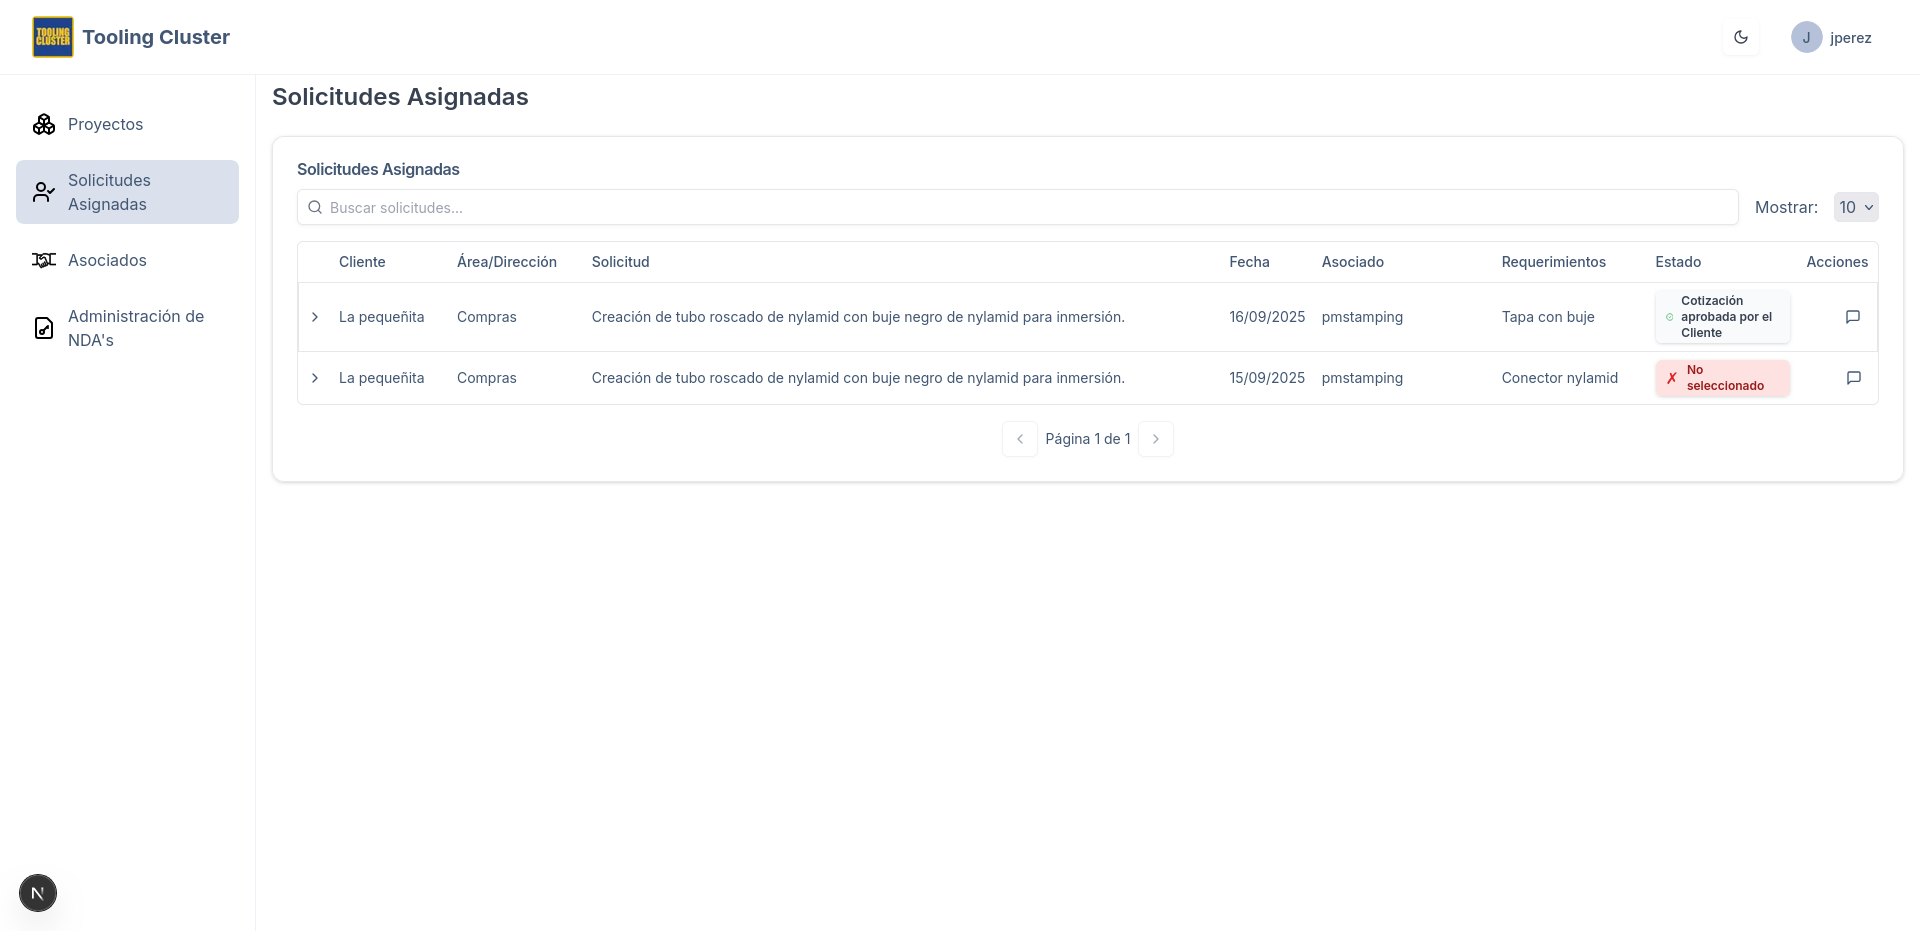 TOOLING
CLUSTER
Tooling Cluster
J
jperez
Proyectos
Solicitudes
Asignadas
Asociados
Administración de
NDA's
Solicitudes Asignadas
Solicitudes Asignadas
Buscar solicitudes...
Mostrar: 10
Cliente Área/Dirección Solicitud Fecha Asociado Requerimientos Estado Acciones
La pequeñita Compras Creación de tubo roscado de nylamid con buje negro de nylamid para inmersión. 16/09/2025 pmstamping Tapa con buje Cotización
aprobada por el
Cliente
La pequeñita Compras Creación de tubo roscado de nylamid con buje negro de nylamid para inmersión. 15/09/2025 pmstamping Conector nylamid ✗ No
seleccionado
Página 1 de 1
N